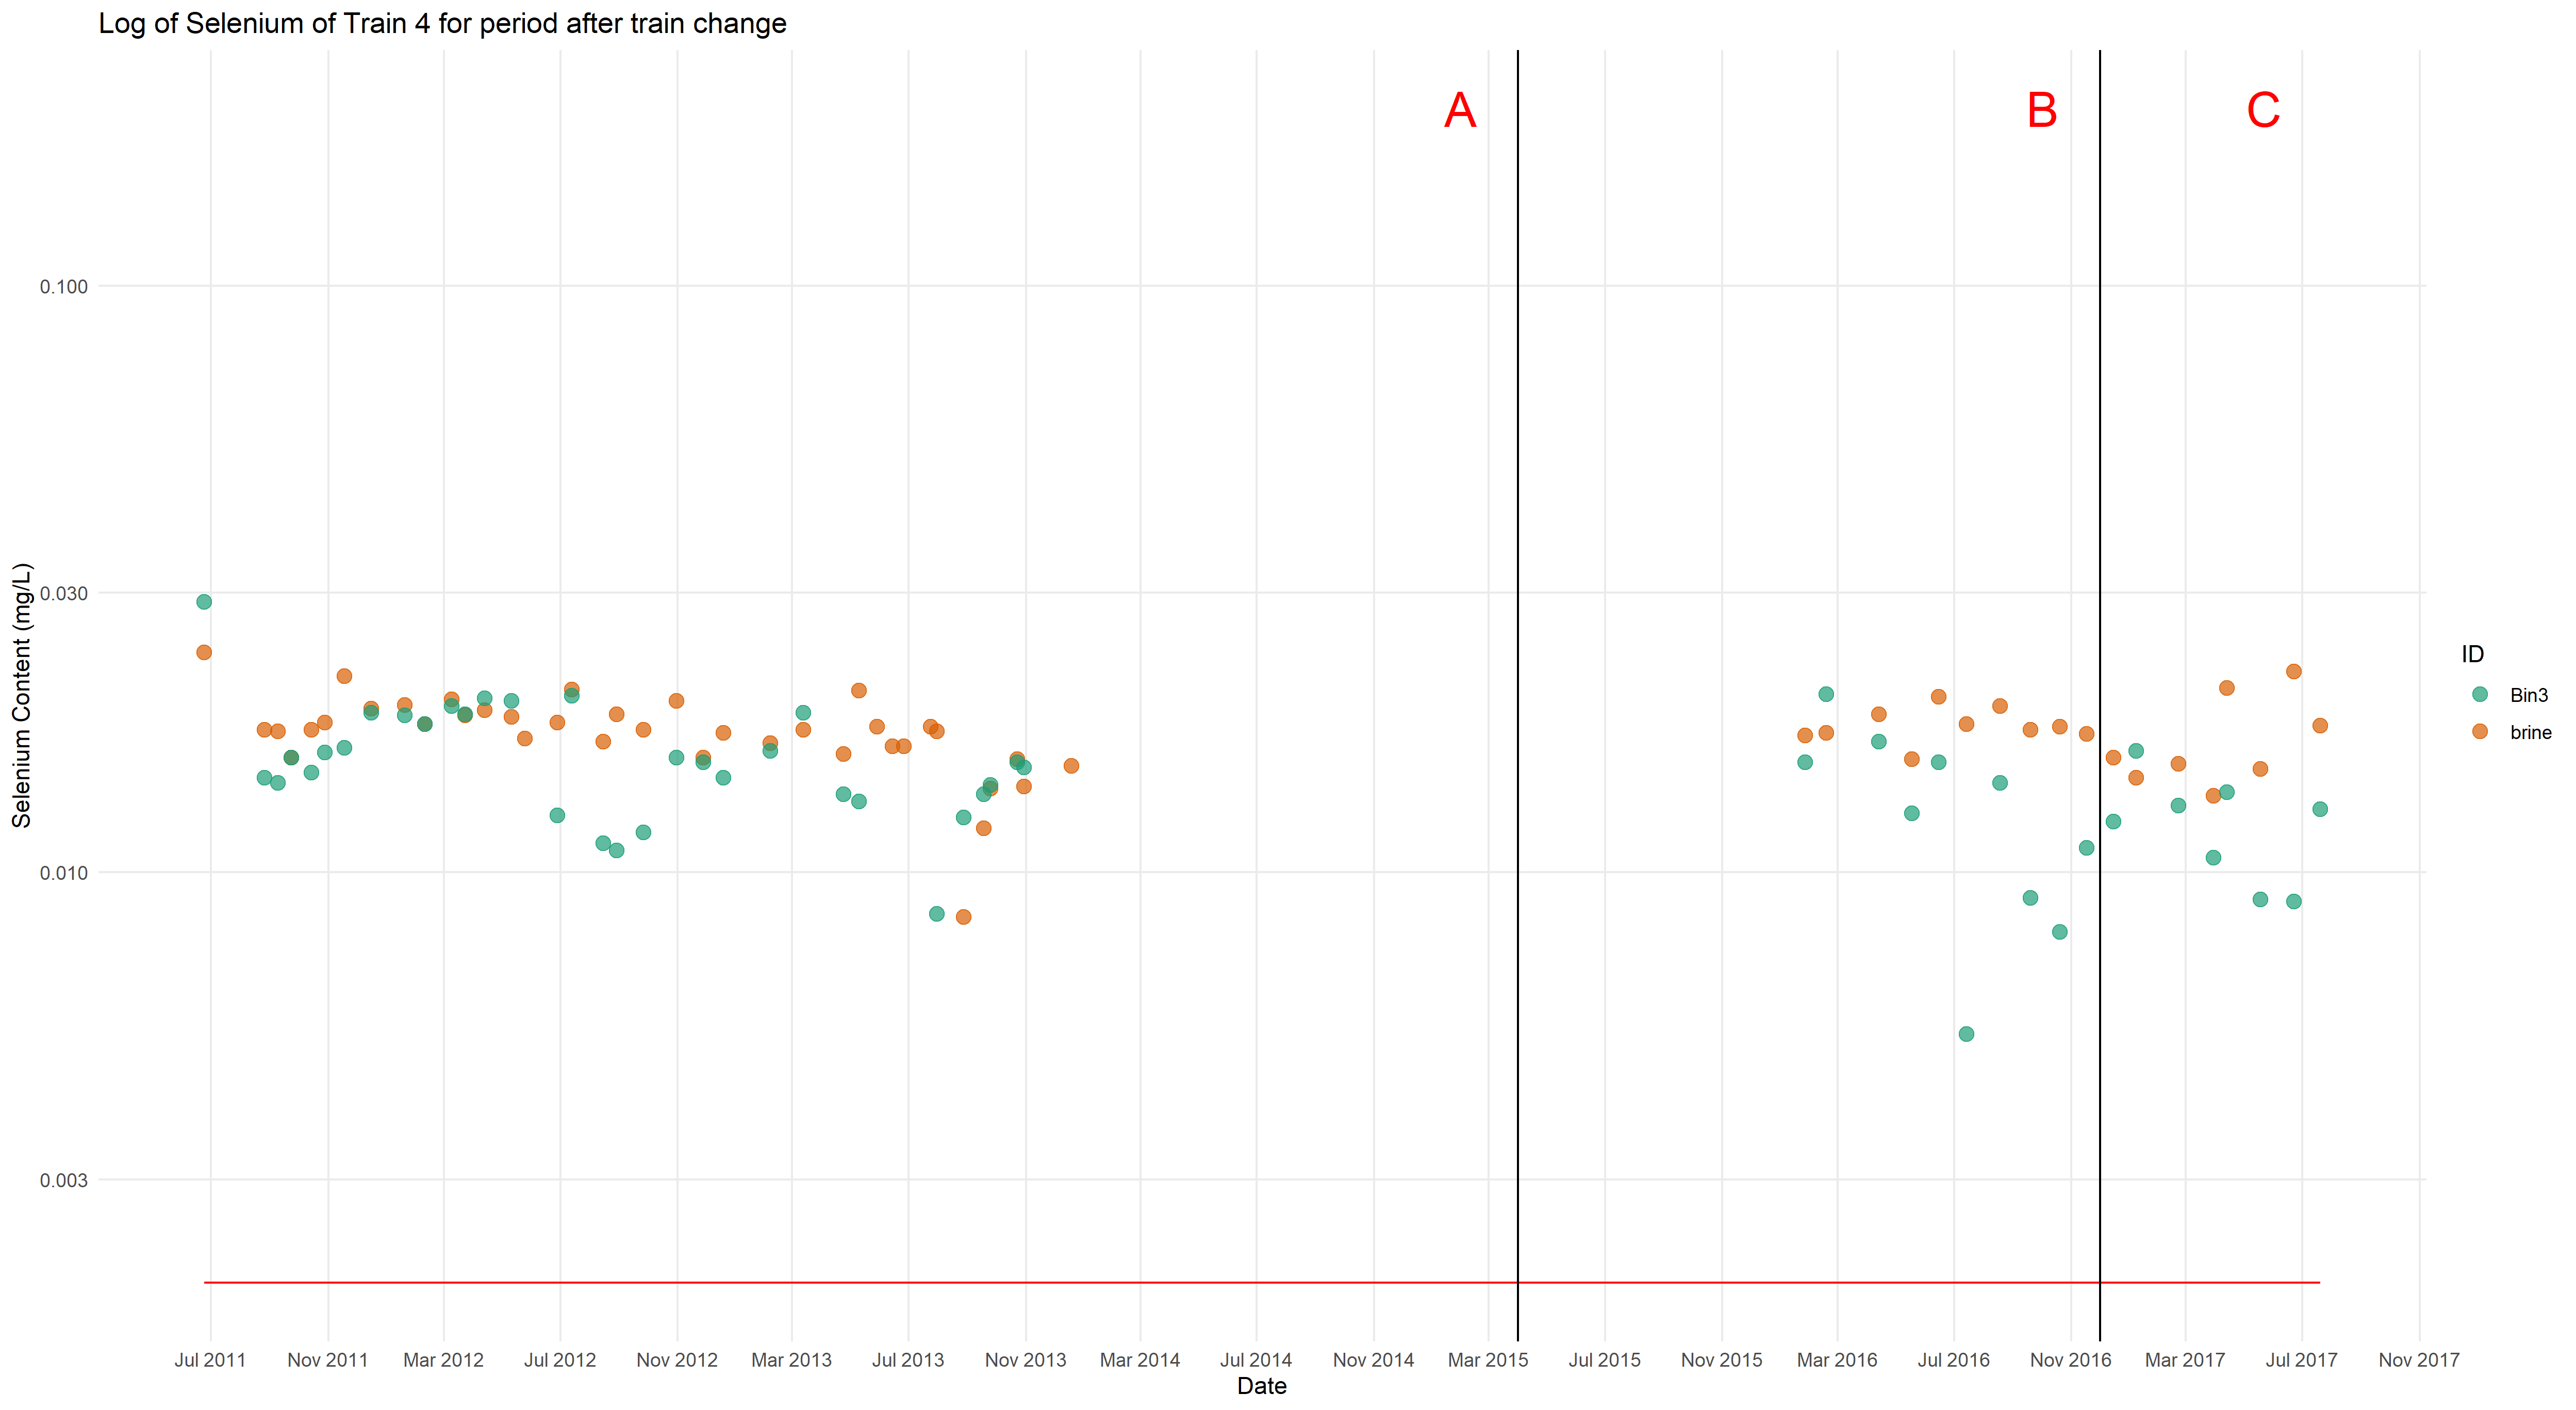 Log of Selenium of Train 4 for period after train change
A
B
C
0.100
0.030
0.010
0.003
Selenium Content (mg/L)
ID
Bin3
brine
Jul 2011
Nov 2011
Mar 2012
Jul 2012
Nov 2012
Mar 2013
Jul 2013
Nov 2013
Mar 2014
Jul 2014
Nov 2014
Mar 2015
Jul 2015
Nov 2015
Mar 2016
Jul 2016
Nov 2016
Mar 2017
Jul 2017
Nov 2017
Date